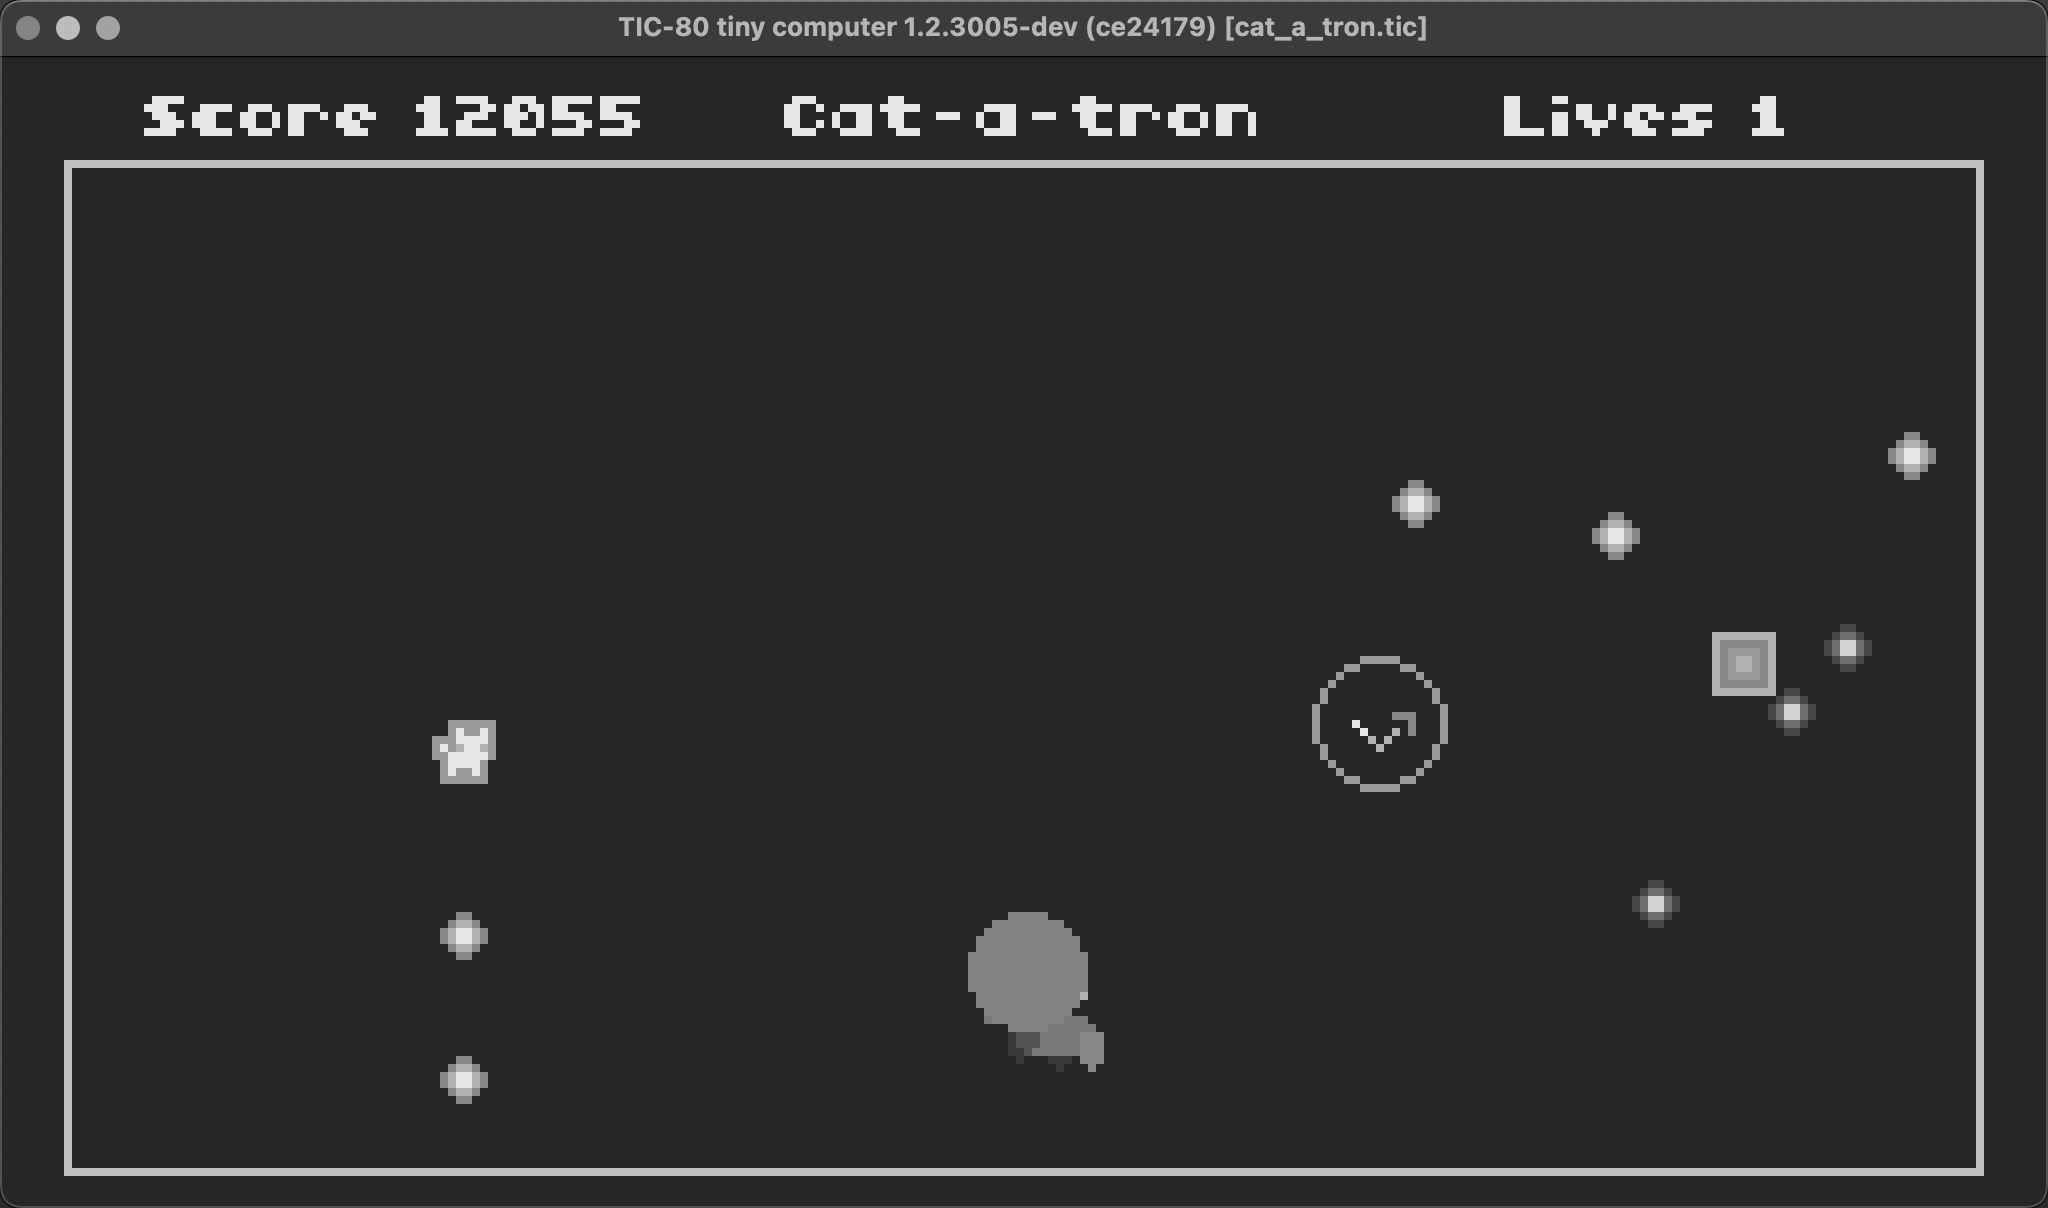 TIC-80 tiny computer 1.2.3005-dev (ce24179) [cat_a_tron.tic]
Score 12055 Cat-a-tron Lives 1